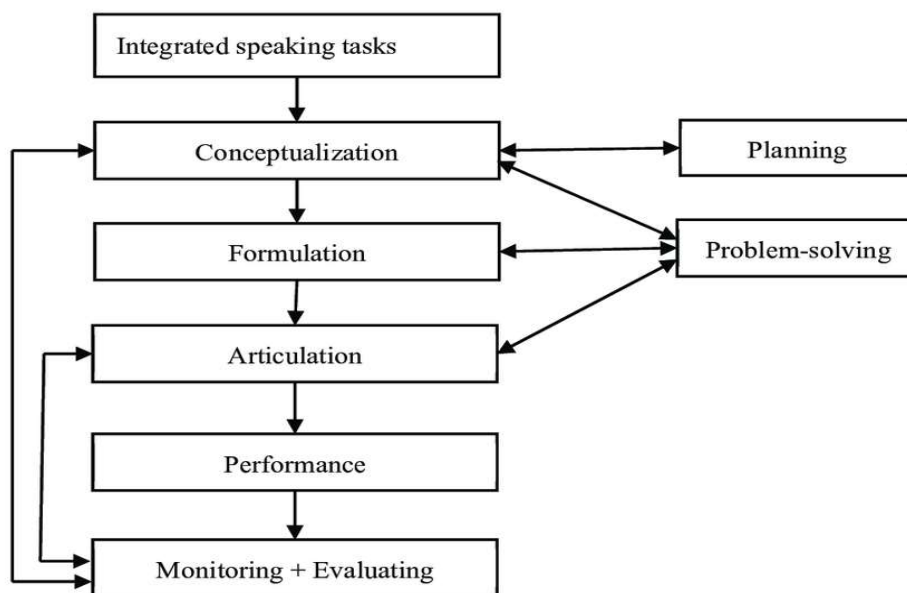 Integrated speaking tasks
Conceptualization
Planning
Formulation
Problem-solving
Articulation
Performance
Monitoring + Evaluating